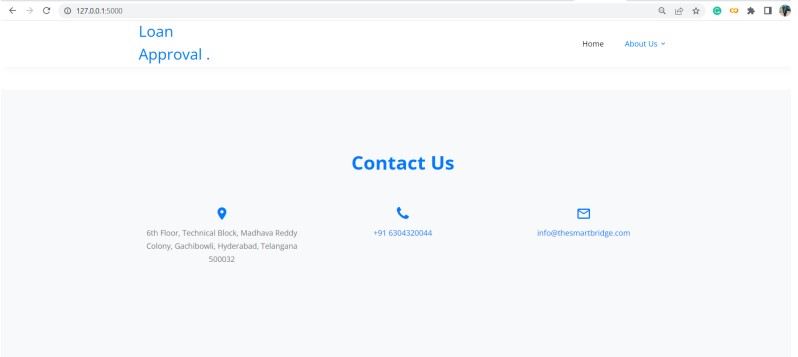 127.0.0.1:5000
Loan
Approval .
Home
About Us
Contact Us
6th Floor, Technical Block, Madhava Reddy
Colony, Gachibowli, Hyderabad, Telangana
500032
+91 6304320044
info@thesmartbridge.com